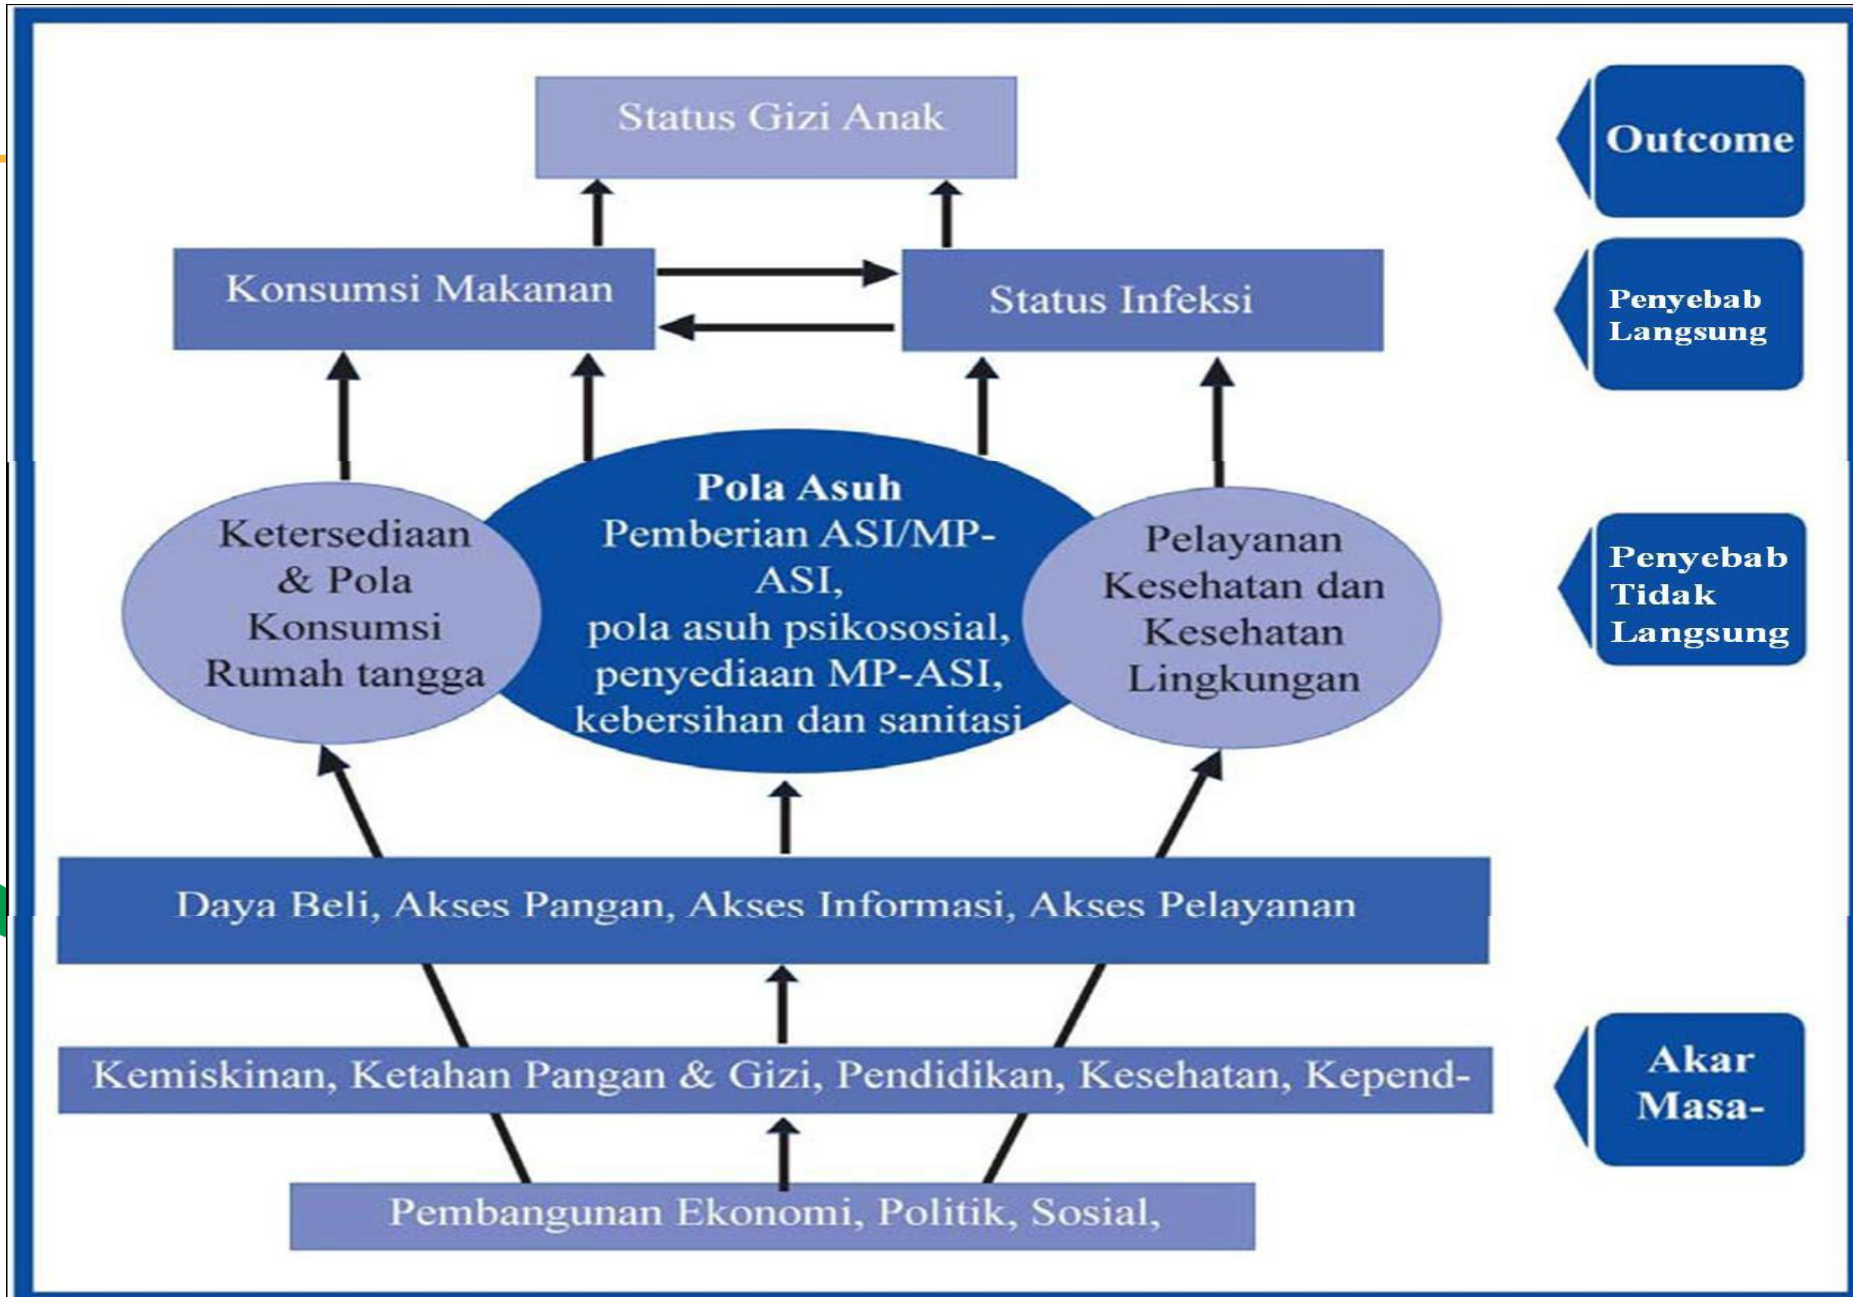 Status Gizi Anak
Outcome
Konsumsi Makanan
Status Infeksi
Penyebab
Langsung
Ketersediaan
& Pola
Konsumsi
Rumah tangga
Pola Asuh
Pemberian ASI/MP-
ASI,
pola asuh psikososial,
penyediaan MP-ASI,
kebersihan dan sanitasi
Pelayanan
Kesehatan dan
Kesehatan
Lingkungan
Penyebab
Tidak
Langsung
Daya Beli, Akses Pangan, Akses Informasi, Akses Pelayanan
Kemiskinan, Ketahan Pangan & Gizi, Pendidikan, Kesehatan, Kepend-
Akar
Masa-
Pembangunan Ekonomi, Politik, Sosial,